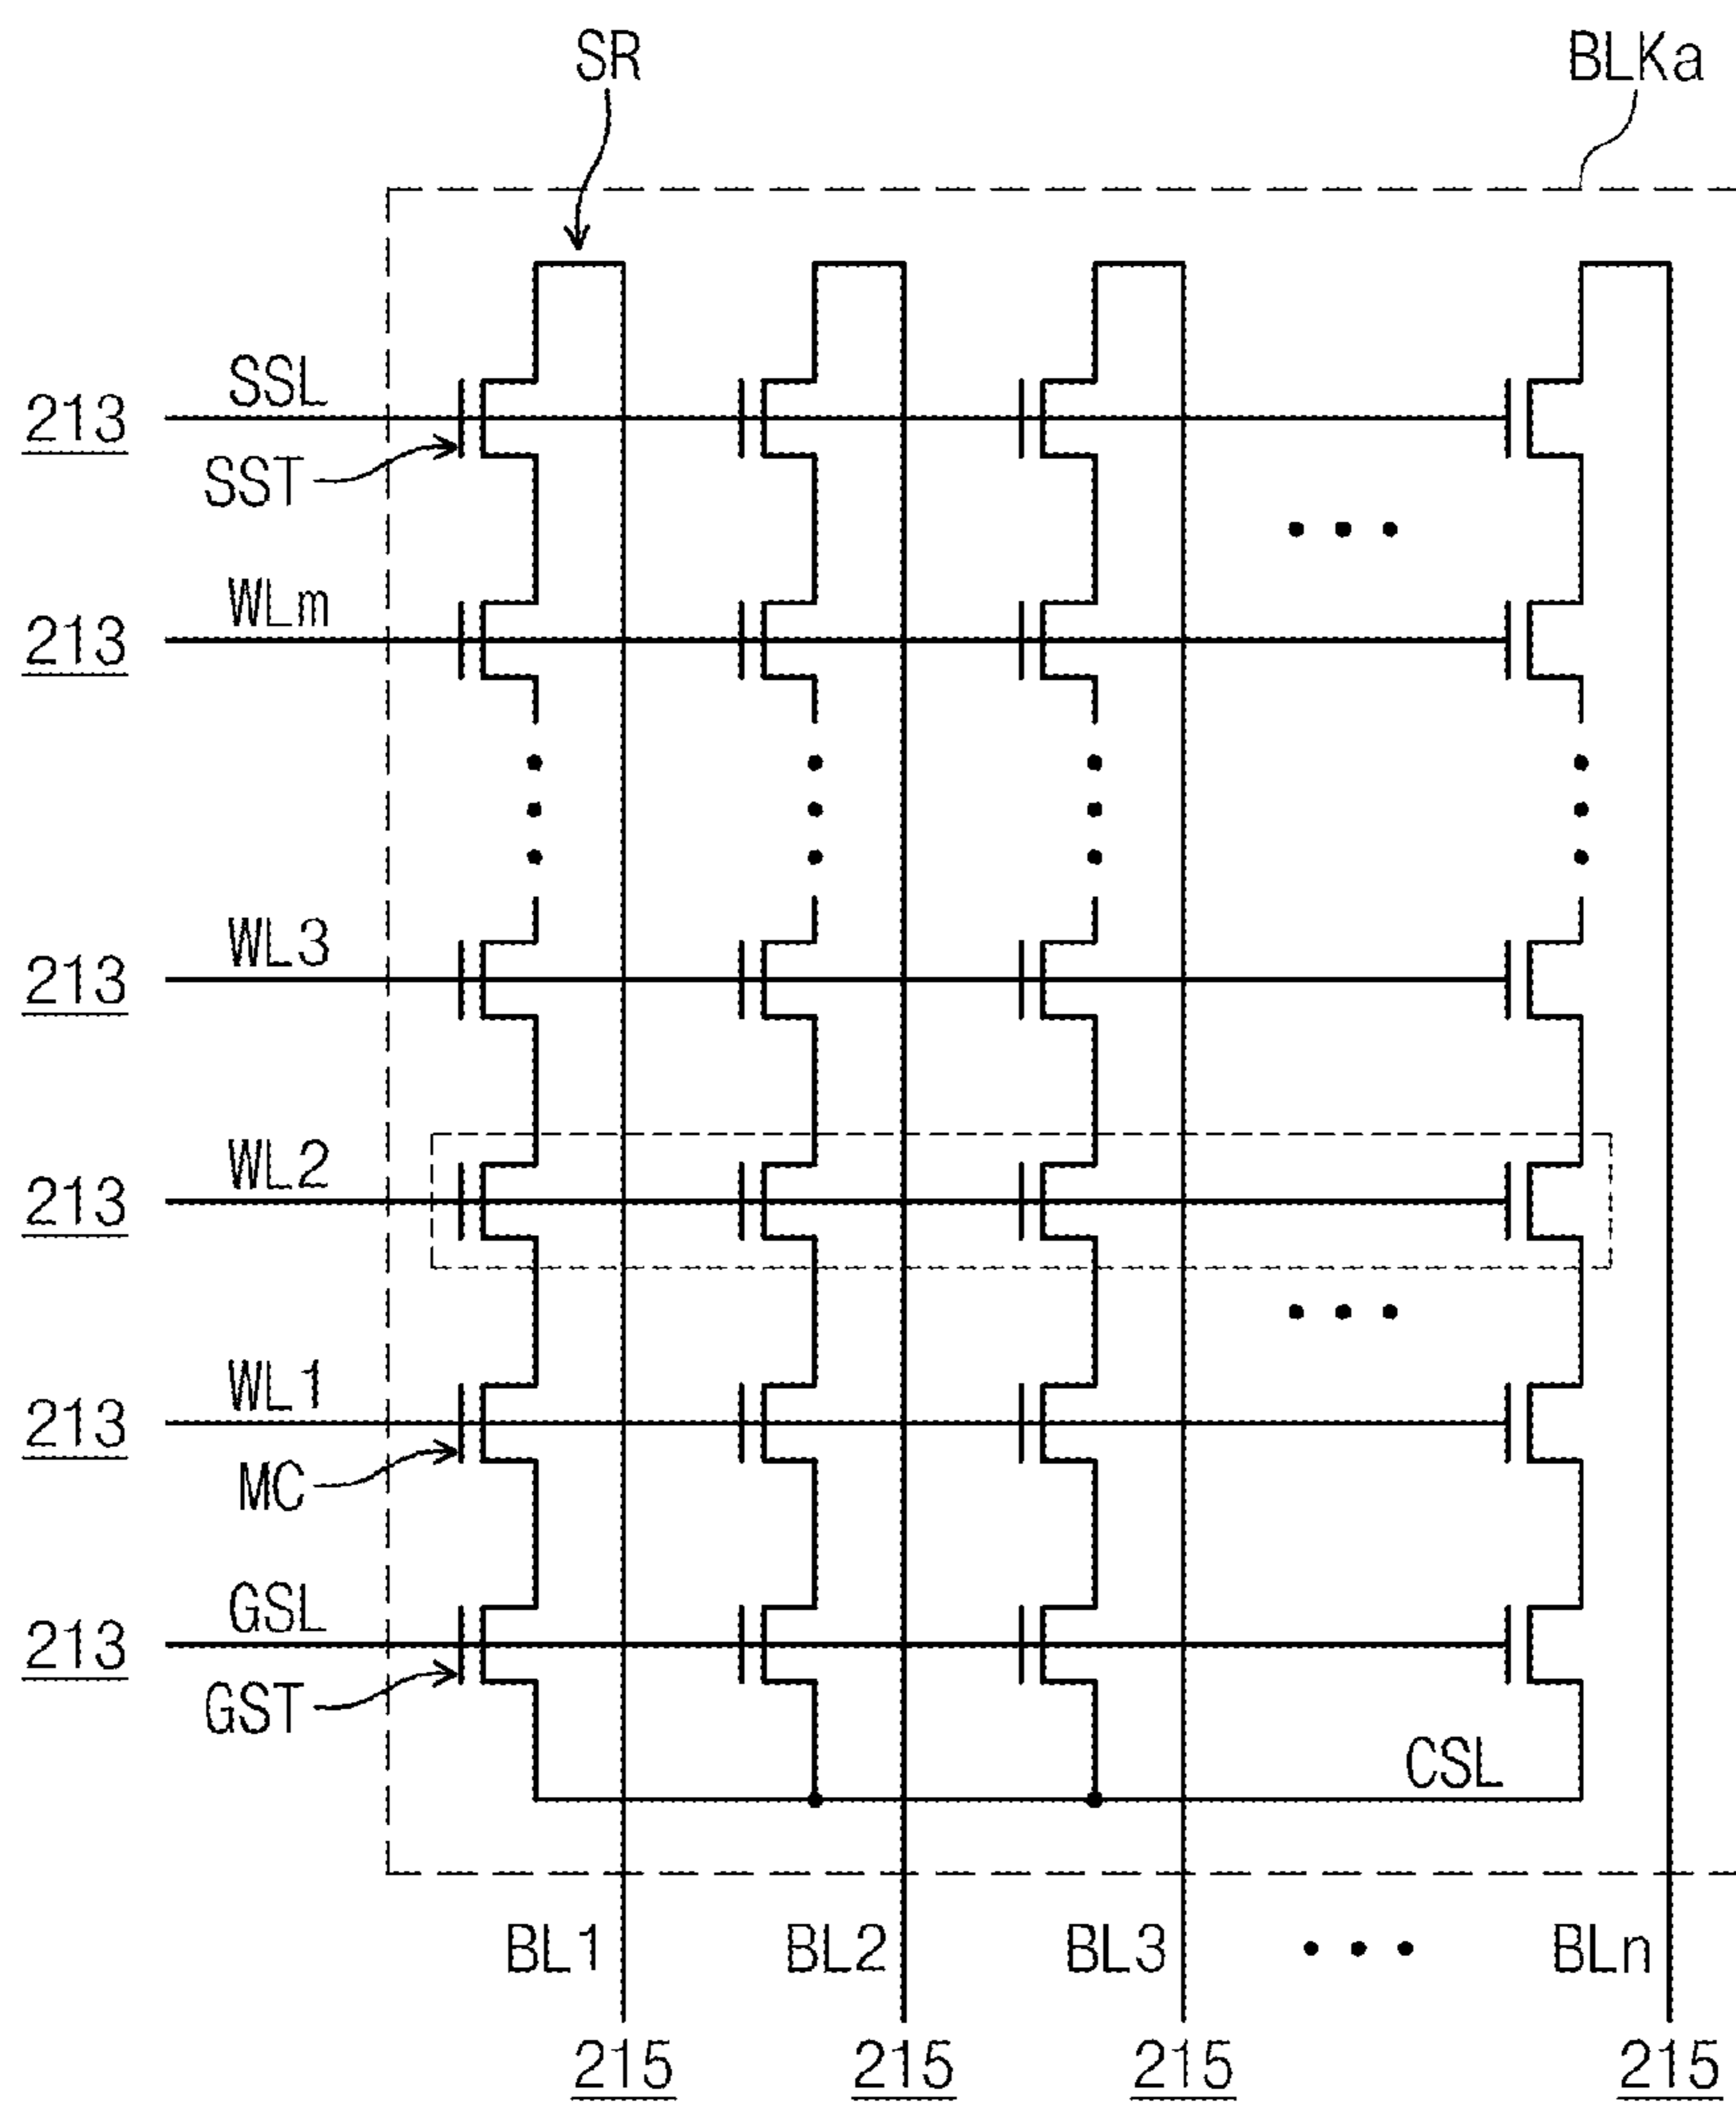 SR
BLKa
SSL
213
SST
WLm
213
WL3
213
WL2
213
WL1
213
MC
GSL
213
GST
CSL
BL1 BL2 BL3 ••• BLn
215 215 215 215